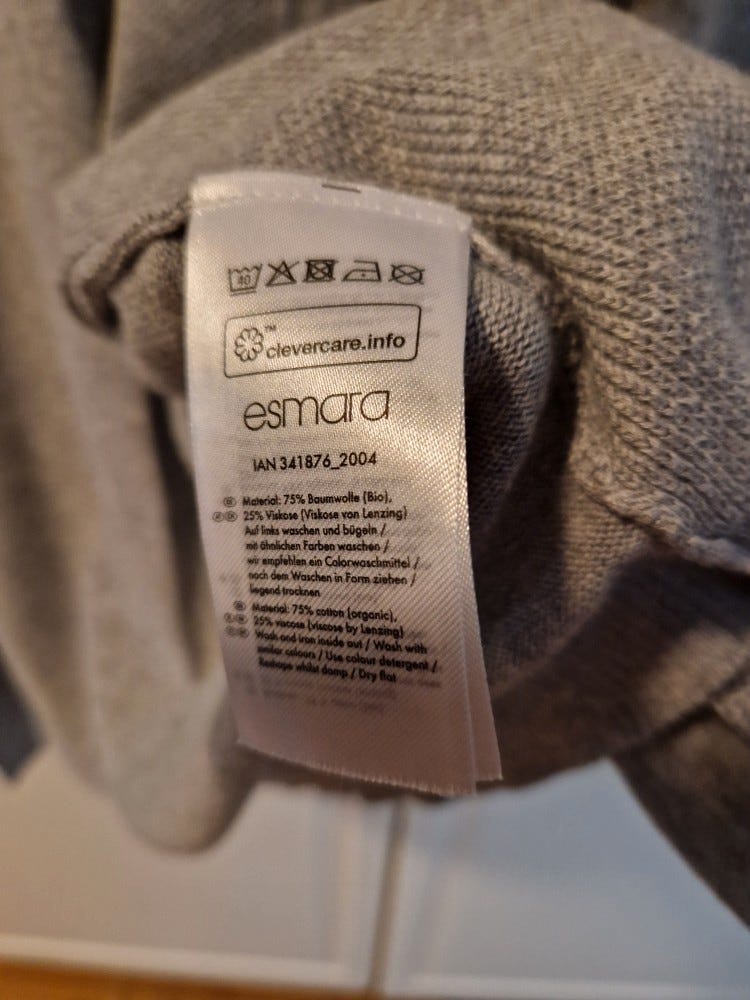 40
clevercare.info™
esmara
IAN 341876_2004
Material: 75% Baumwolle (Bio),
25% Viskose (Viskose von Lenzing)
Auf links waschen und bügeln /
mit ähnlichen Farben waschen /
wir empfehlen ein Colorwaschmittel /
nach dem Waschen in Form ziehen /
liegend trocknen
Material: 75% cotton (organic),
25% viscose (viscose by Lenzing)
Wash and iron inside out / Wash with
similar colours / Use colour detergent /
Reshape whilst damp / Dry flat